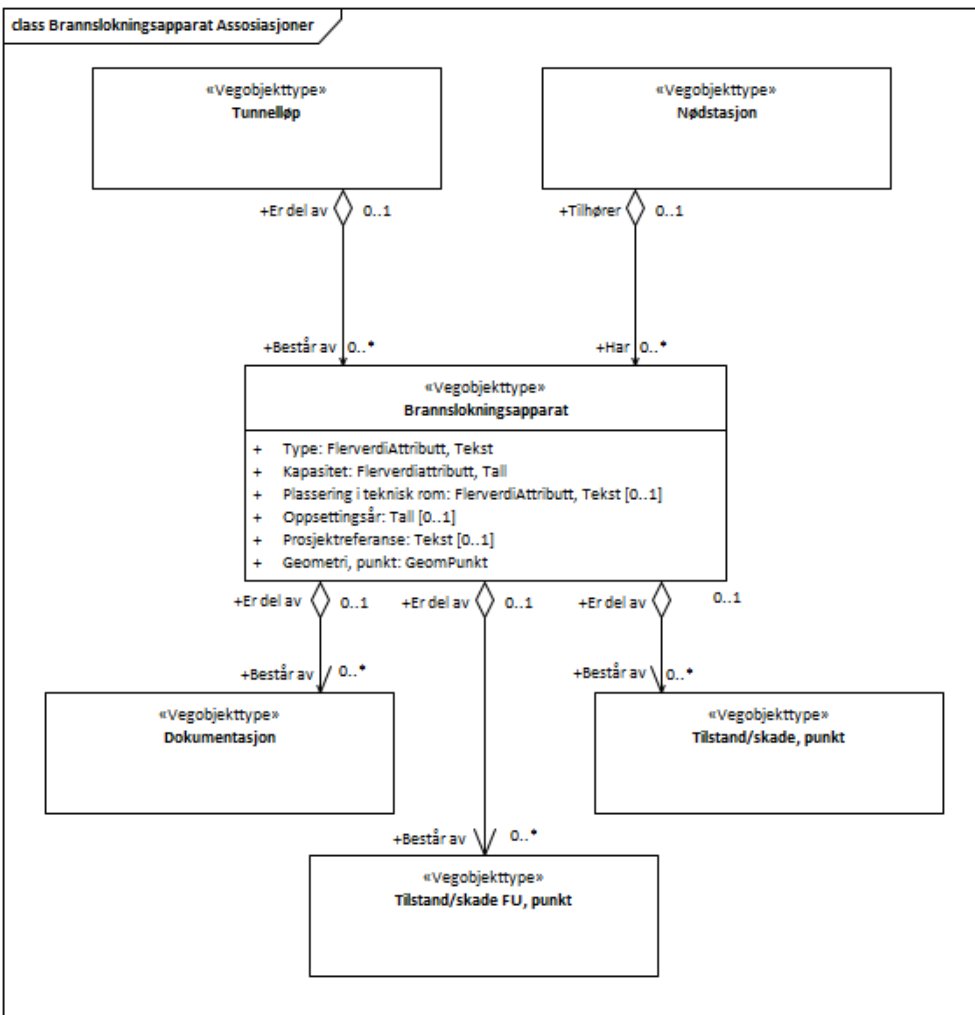 class Brannslokningsapparat Assosiasjoner
«Vegobjekttype»
Tunnelløp
«Vegobjekttype»
Nødstasjon
+Er del av 0..1
+Tilhører 0..1
+Består av 0..*
+Har 0..*
«Vegobjekttype»
Brannslokningsapparat
+ Type: FlerverdiAttributt, Tekst
+ Kapasitet: Flerverdiattributt, Tall
+ Plassering i teknisk rom: FlerverdiAttributt, Tekst [0..1]
+ Oppsettingsår: Tall [0..1]
+ Prosjektreferanse: Tekst [0..1]
+ Geometri, punkt: GeomPunkt
+Er del av 0..1
+Er del av 0..1
+Er del av 0..1
+Består av 0..*
+Består av 0..*
«Vegobjekttype»
Dokumentasjon
«Vegobjekttype»
Tilstand/skade, punkt
+Består av 0..*
«Vegobjekttype»
Tilstand/skade FU, punkt